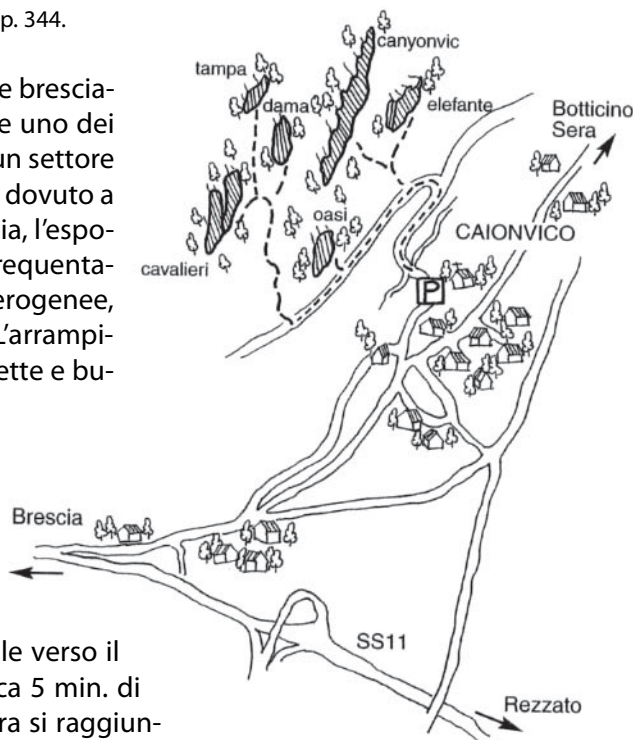 p. 344.
e brescia-
e uno dei
un settore
dovuto a
ia, l'espo-
requenta-
erogenee,
L'arrampi-
ette e bu-
canyonvic
tampa
dama
elefante
Botticino
Sera
oasi
CAIONVICO
cavalieri
P
Brescia
SS11
Rezzato
le verso il
ca 5 min. di
ra si raggiun-